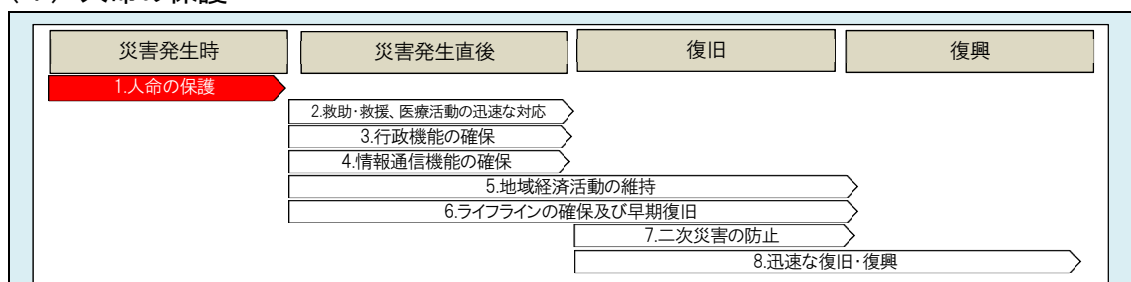 災害発生時 災害発生直後 復旧 復興
1.人命の保護
2.救助・救援、医療活動の迅速な対応
3.行政機能の確保
4.情報通信機能の確保
5.地域経済活動の維持
6.ライフラインの確保及び早期復旧
7.二次災害の防止
8.迅速な復旧・復興